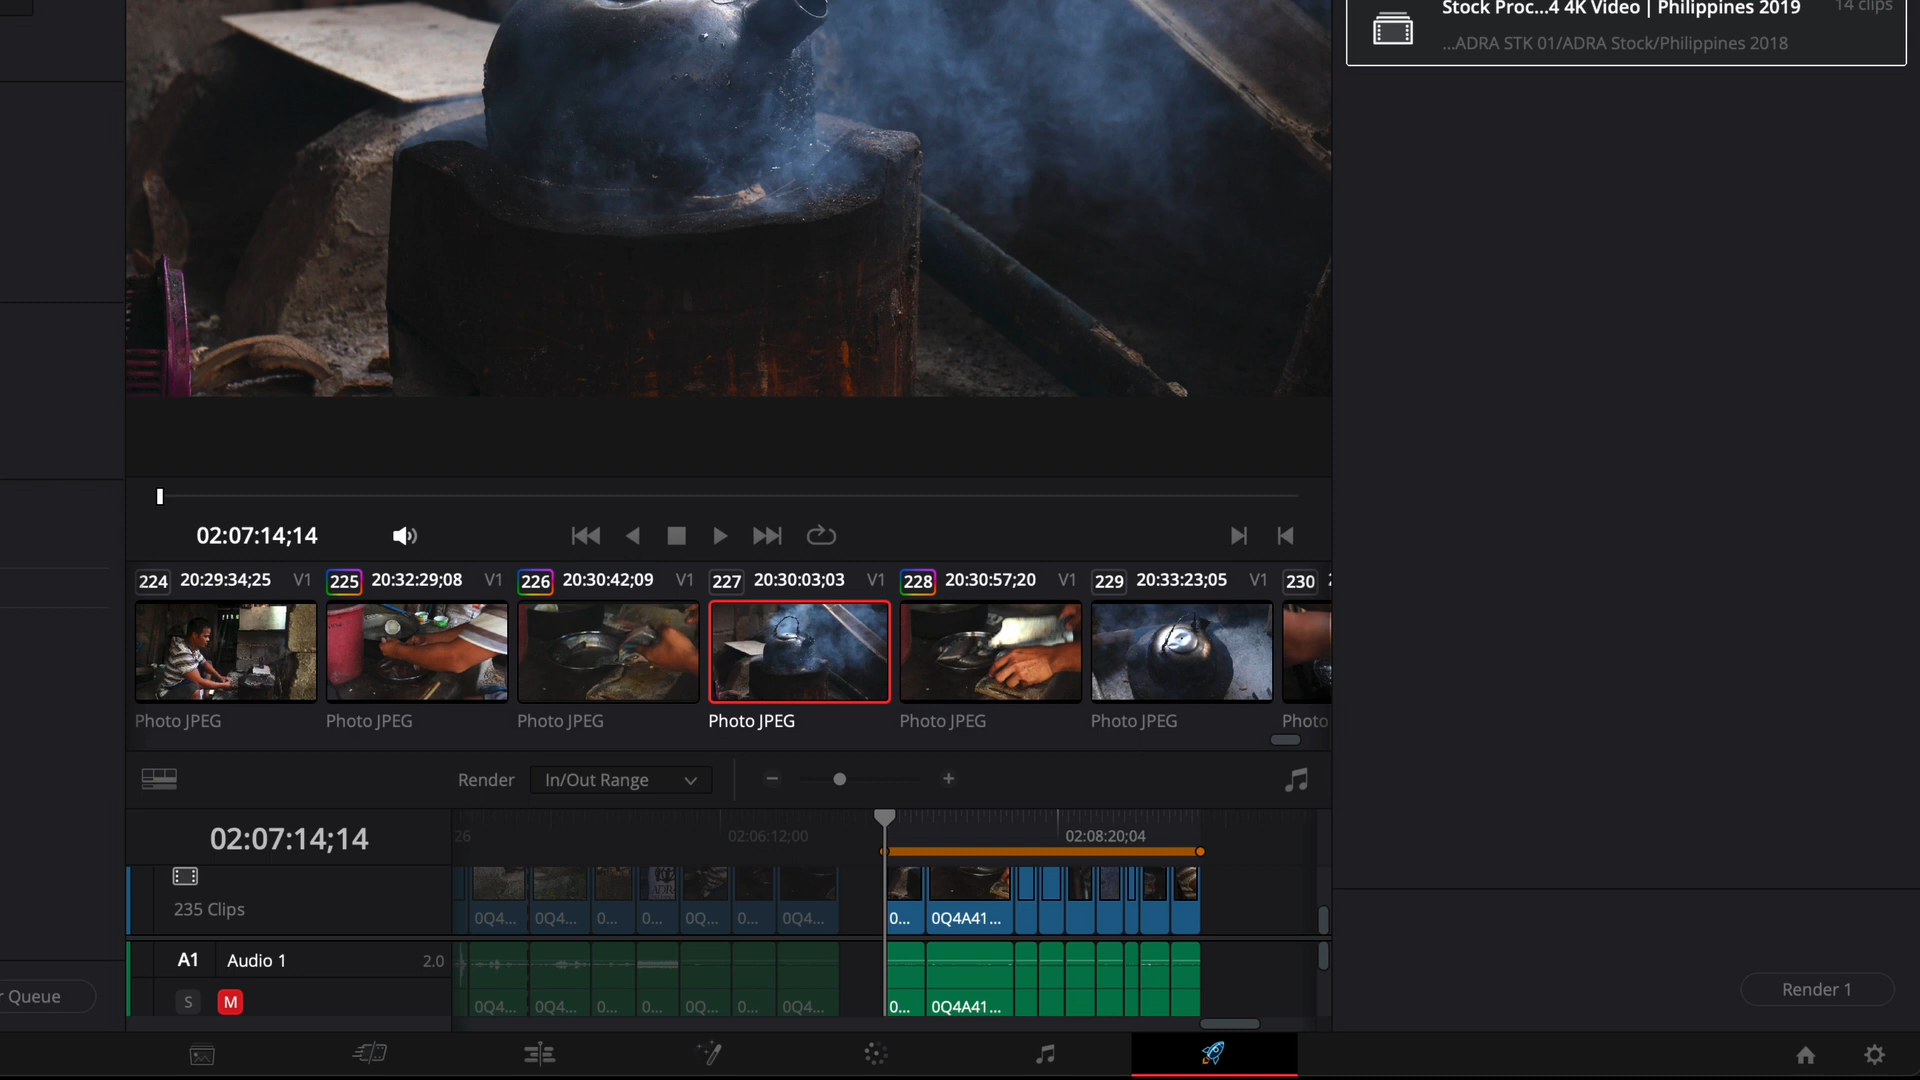 Stock Proc...4 4K Video | Philippines 2019
14 clips
...ADRA STK 01/ADRA Stock/Philippines 2018
02:07:14;14
224 20:29:34;25 V1
225 20:32:29;08 V1
226 20:30:42;09 V1
227 20:30:03;03 V1
228 20:30:57;20 V1
229 20:33:23;05 V1
230
Photo JPEG
Photo JPEG
Photo JPEG
Photo JPEG
Photo JPEG
Photo JPEG
Photo
Render In/Out Range
02:07:14;14
26
02:06:12;00
02:08:20;04
235 Clips
0Q4...
0Q4...
0...
0...
0Q...
0...
0Q4...
0...
0Q4A41...
A1 Audio 1 2.0
S M
0Q4...
0Q4...
0...
0...
0Q...
0...
0Q4...
0...
0Q4A41...
r Queue
Render 1